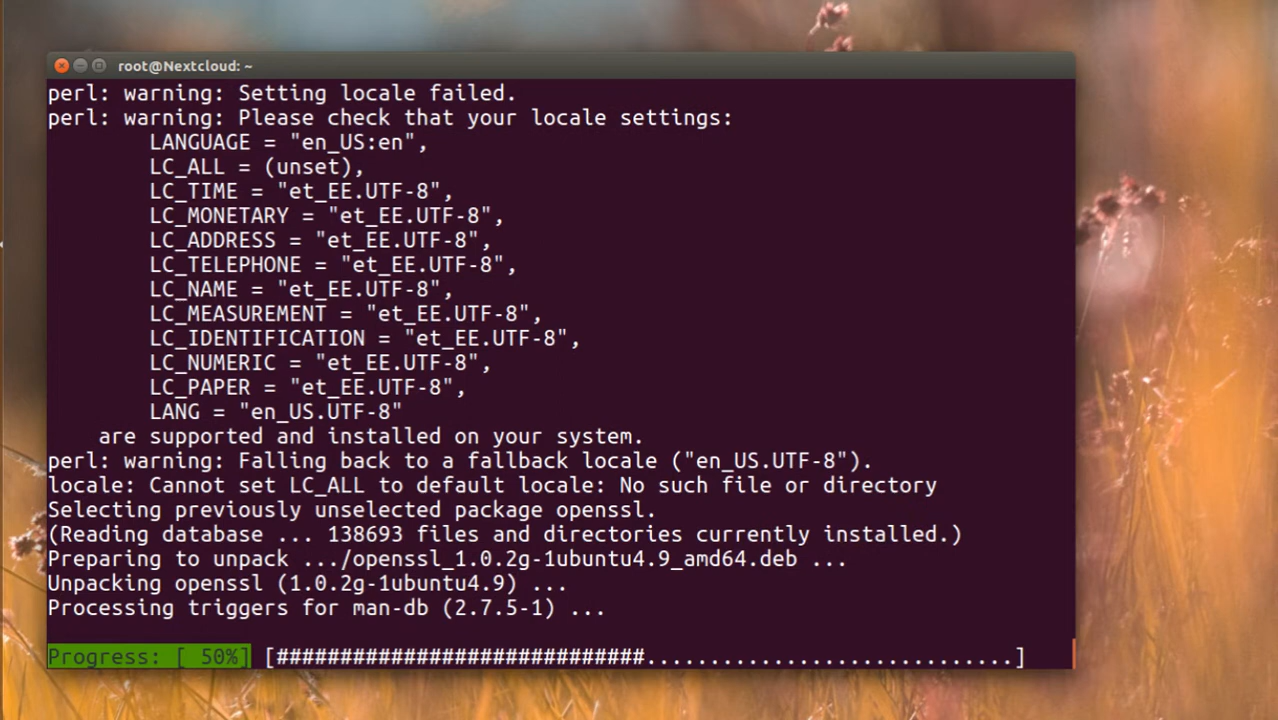 root@Nextcloud: ~
perl: warning: Setting locale failed.
perl: warning: Please check that your locale settings:
        LANGUAGE = "en_US:en",
        LC_ALL = (unset),
        LC_TIME = "et_EE.UTF-8",
        LC_MONETARY = "et_EE.UTF-8",
        LC_ADDRESS = "et_EE.UTF-8",
        LC_TELEPHONE = "et_EE.UTF-8",
        LC_NAME = "et_EE.UTF-8",
        LC_MEASUREMENT = "et_EE.UTF-8",
        LC_IDENTIFICATION = "et_EE.UTF-8",
        LC_NUMERIC = "et_EE.UTF-8",
        LC_PAPER = "et_EE.UTF-8",
        LANG = "en_US.UTF-8"
    are supported and installed on your system.
perl: warning: Falling back to a fallback locale ("en_US.UTF-8").
locale: Cannot set LC_ALL to default locale: No such file or directory
Selecting previously unselected package openssl.
(Reading database ... 138693 files and directories currently installed.)
Preparing to unpack .../openssl_1.0.2g-1ubuntu4.9_amd64.deb ...
Unpacking openssl (1.0.2g-1ubuntu4.9) ...
Processing triggers for man-db (2.7.5-1) ...
Progress: [ 50%] [#############################.............................]